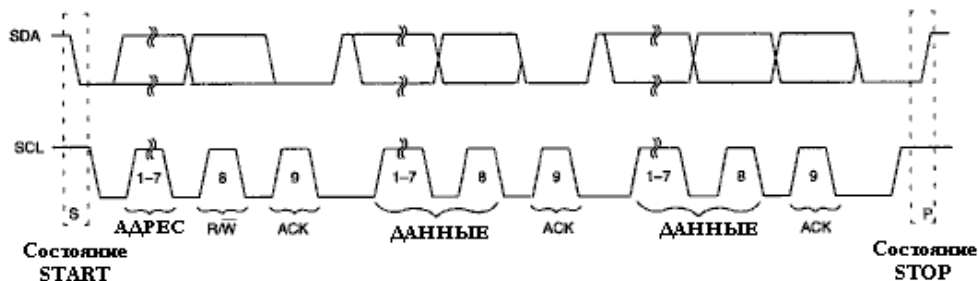 SDA
SCL
1–7 8 9 1–7 8 9 1–7 8 9
S P
АДРЕС R/W̅ ACK ДАННЫЕ ACK ДАННЫЕ ACK
Состояние
START
Состояние
STOP